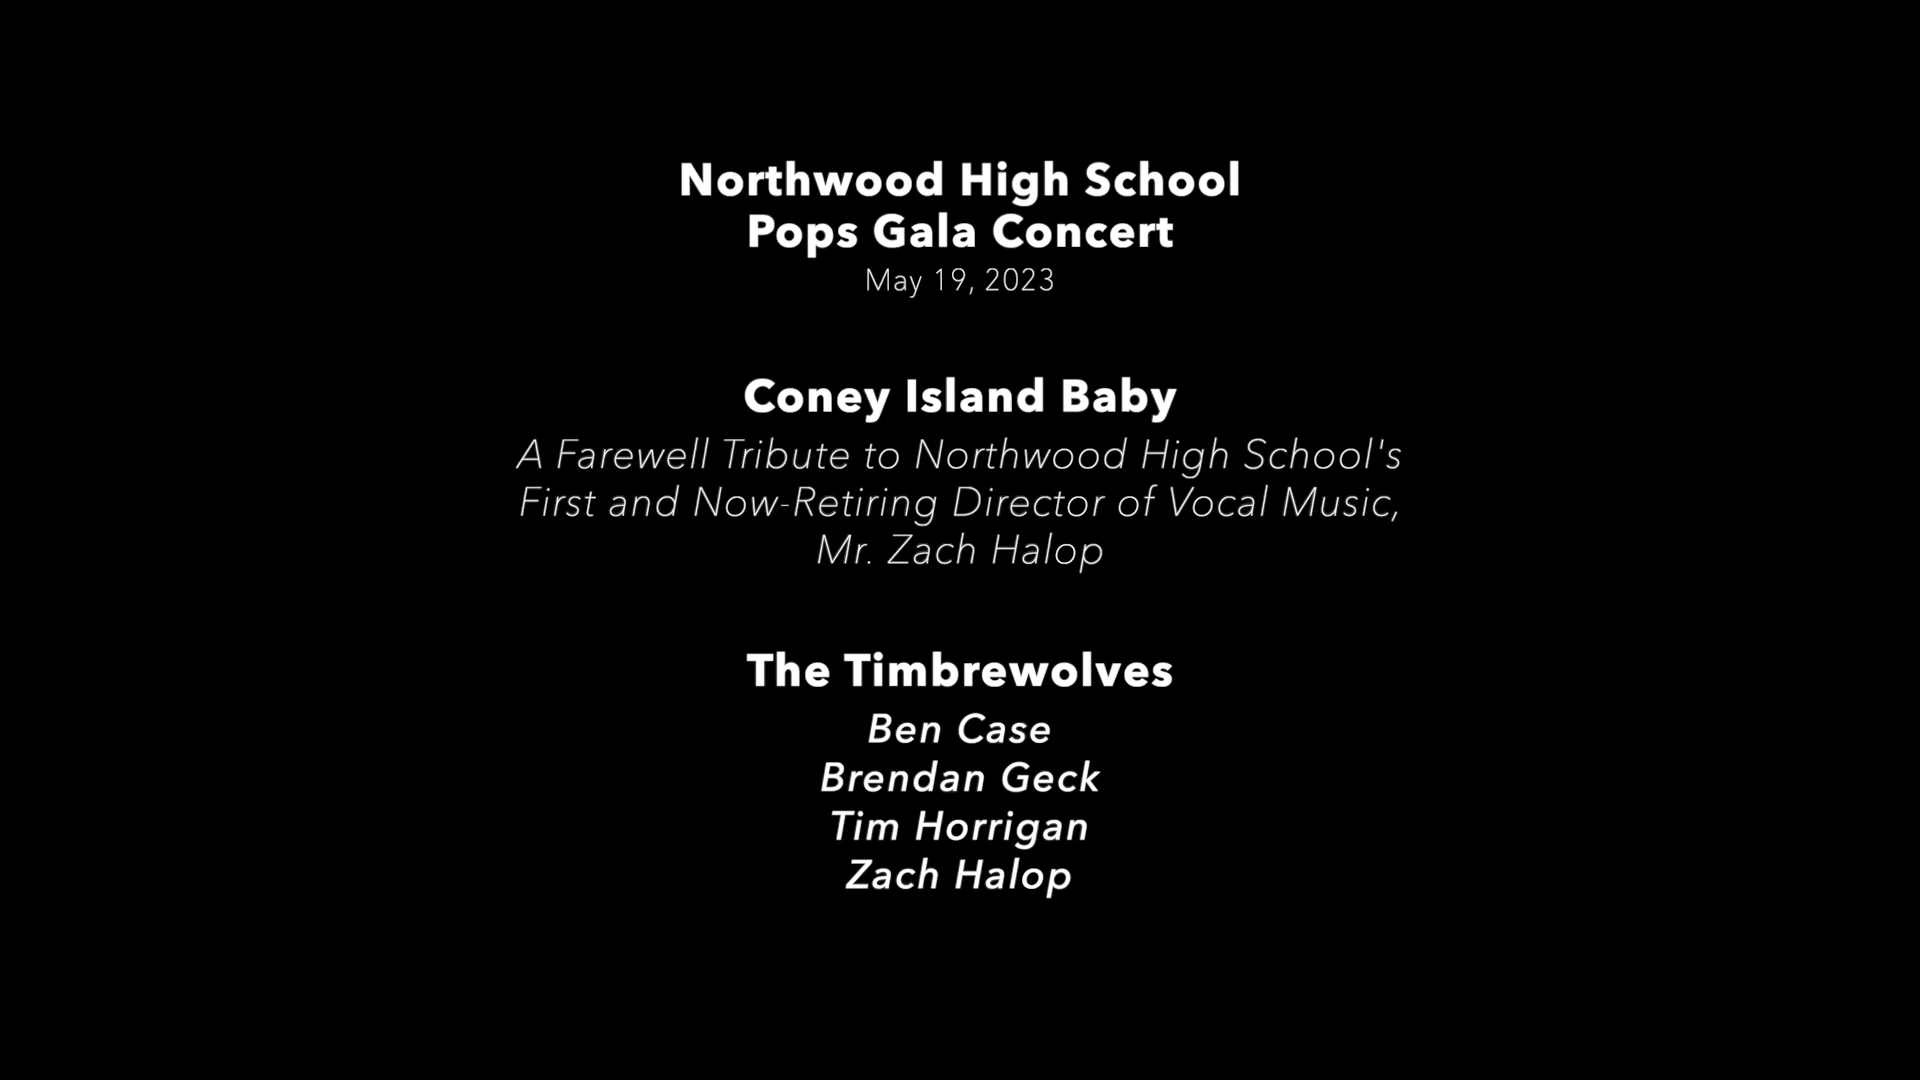 Northwood High School
Pops Gala Concert
May 19, 2023
Coney Island Baby
A Farewell Tribute to Northwood High School's
First and Now-Retiring Director of Vocal Music,
Mr. Zach Halop
The Timbrewolves
Ben Case
Brendan Geck
Tim Horrigan
Zach Halop